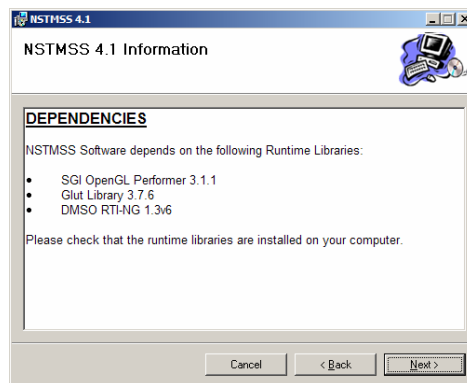 NSTMSS 4.1
NSTMSS 4.1 Information
DEPENDENCIES
NSTMSS Software depends on the following Runtime Libraries:
• SGI OpenGL Performer 3.1.1
• Glut Library 3.7.6
• DMSO RTI-NG 1.3v6
Please check that the runtime libraries are installed on your computer.
Cancel < Back Next >